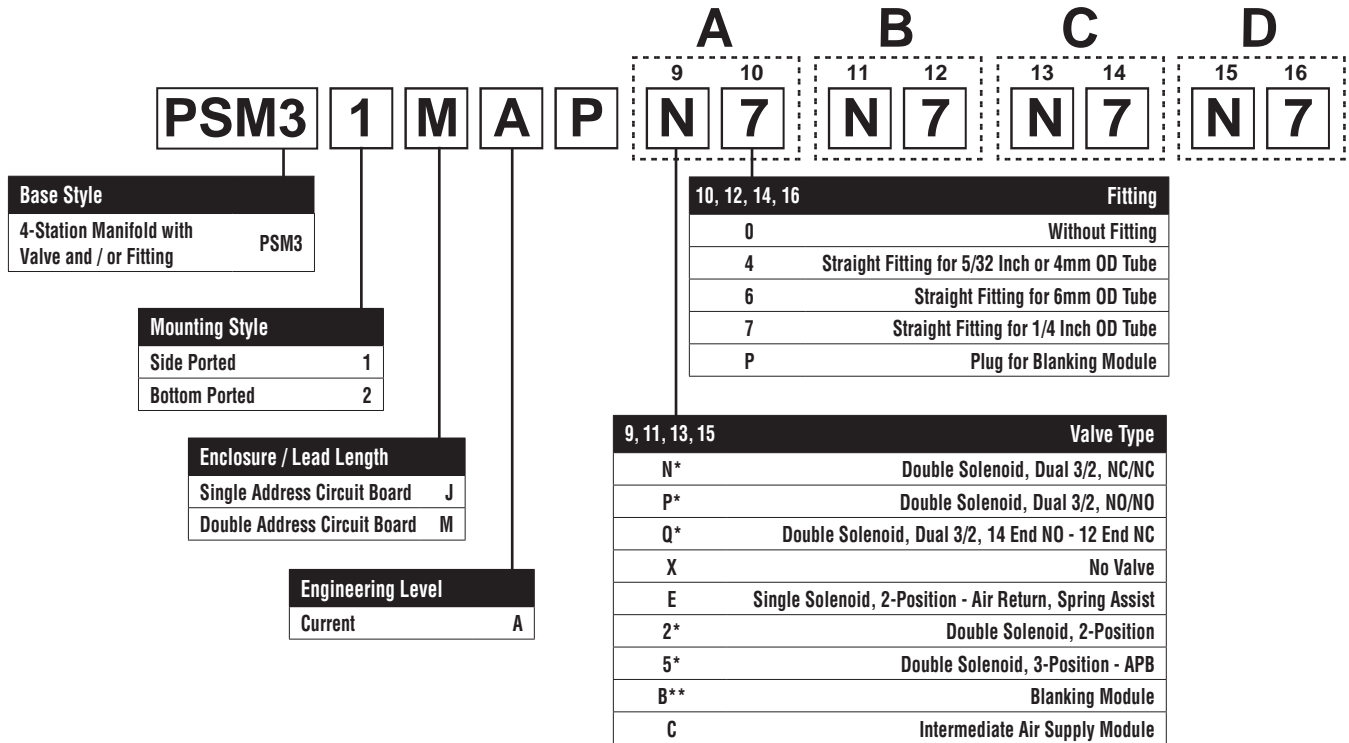 A B C D
9 10 11 12 13 14 15 16
PSM3 1 M A P N 7 N 7 N 7 N 7
Base Style
4-Station Manifold with
Valve and / or Fitting PSM3
Mounting Style
Side Ported 1
Bottom Ported 2
Enclosure / Lead Length
Single Address Circuit Board J
Double Address Circuit Board M
Engineering Level
Current A
10, 12, 14, 16 Fitting
0 Without Fitting
4 Straight Fitting for 5/32 Inch or 4mm OD Tube
6 Straight Fitting for 6mm OD Tube
7 Straight Fitting for 1/4 Inch OD Tube
P Plug for Blanking Module
9, 11, 13, 15 Valve Type
N* Double Solenoid, Dual 3/2, NC/NC
P* Double Solenoid, Dual 3/2, NO/NO
Q* Double Solenoid, Dual 3/2, 14 End NO - 12 End NC
X No Valve
E Single Solenoid, 2-Position - Air Return, Spring Assist
2* Double Solenoid, 2-Position
5* Double Solenoid, 3-Position - APB
B** Blanking Module
C Intermediate Air Supply Module